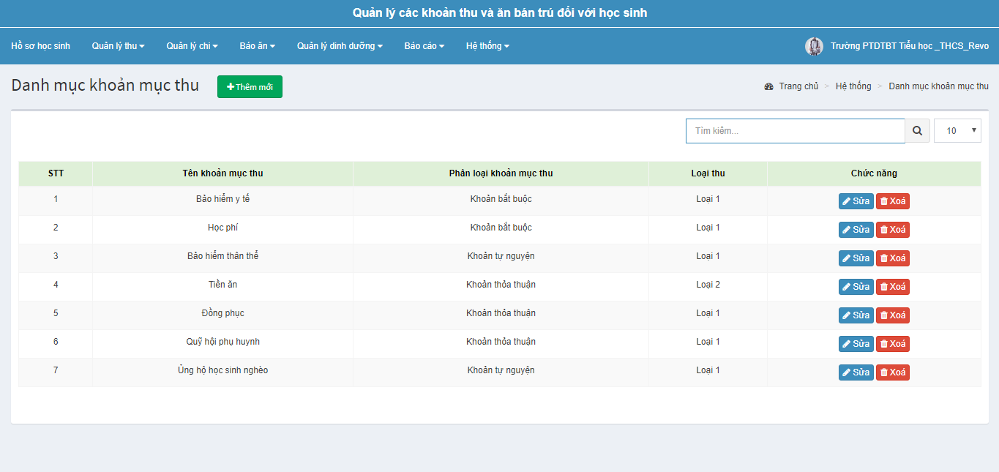 Quản lý các khoản thu và ăn bán trú đối với học sinh
Hồ sơ học sinh Quản lý thu Quản lý chi Báo ăn Quản lý dinh dưỡng Báo cáo Hệ thống Trường PTDTBT Tiểu học _THCS_Revo
Danh mục khoản mục thu Thêm mới Trang chủ > Hệ thống > Danh mục khoản mục thu
Tìm kiếm... 10
STT Tên khoản mục thu Phân loại khoản mục thu Loại thu Chức năng
1 Bảo hiểm y tế Khoản bắt buộc Loại 1 Sửa Xoá
2 Học phí Khoản bắt buộc Loại 1 Sửa Xoá
3 Bảo hiểm thân thể Khoản tự nguyện Loại 1 Sửa Xoá
4 Tiền ăn Khoản thỏa thuận Loại 2 Sửa Xoá
5 Đồng phục Khoản thỏa thuận Loại 1 Sửa Xoá
6 Quỹ hội phụ huynh Khoản thỏa thuận Loại 1 Sửa Xoá
7 Ủng hộ học sinh nghèo Khoản tự nguyện Loại 1 Sửa Xoá